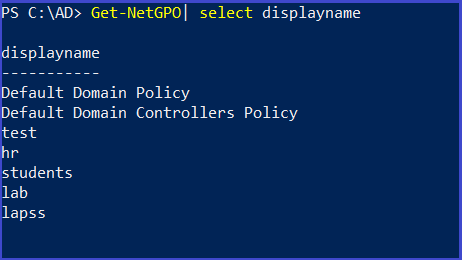 PS C:\AD> Get-NetGPO| select displayname
displayname
-----------
Default Domain Policy
Default Domain Controllers Policy
test
hr
students
lab
lapss